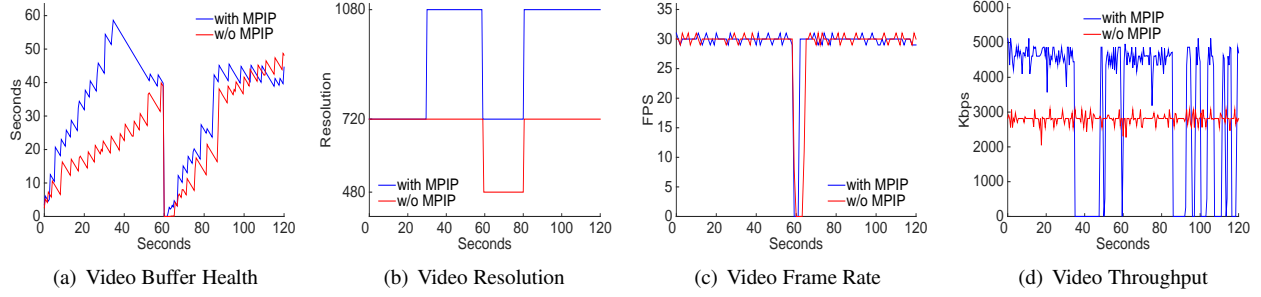 60
50
40
30
20
10
0
Seconds
with MPIP
w/o MPIP
0 20 40 60 80 100 120
Seconds
(a) Video Buffer Health
1080
720
480
Resolution
with MPIP
w/o MPIP
0 20 40 60 80 100 120
Seconds
(b) Video Resolution
35
30
25
20
15
10
5
0
FPS
with MPIP
w/o MPIP
0 20 40 60 80 100 120
Seconds
(c) Video Frame Rate
6000
5000
4000
3000
2000
1000
0
Kbps
with MPIP
w/o MPIP
0 20 40 60 80 100 120
Seconds
(d) Video Throughput